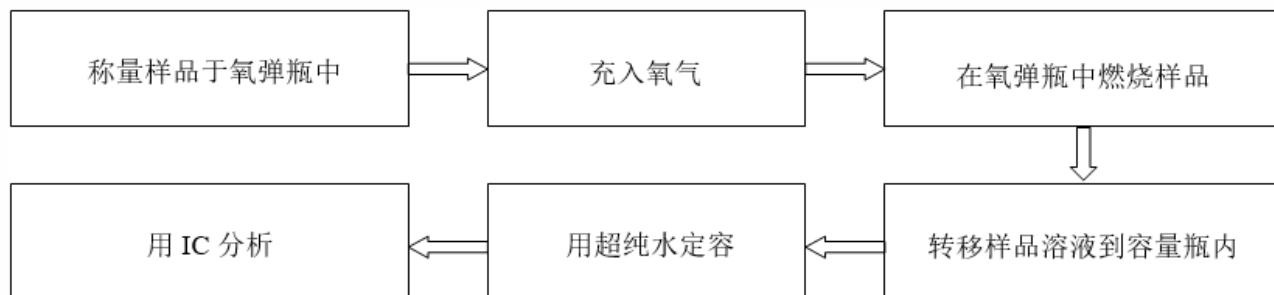 称量样品于氧弹瓶中
充入氧气
在氧弹瓶中燃烧样品
转移样品溶液到容量瓶内
用超纯水定容
用 IC 分析